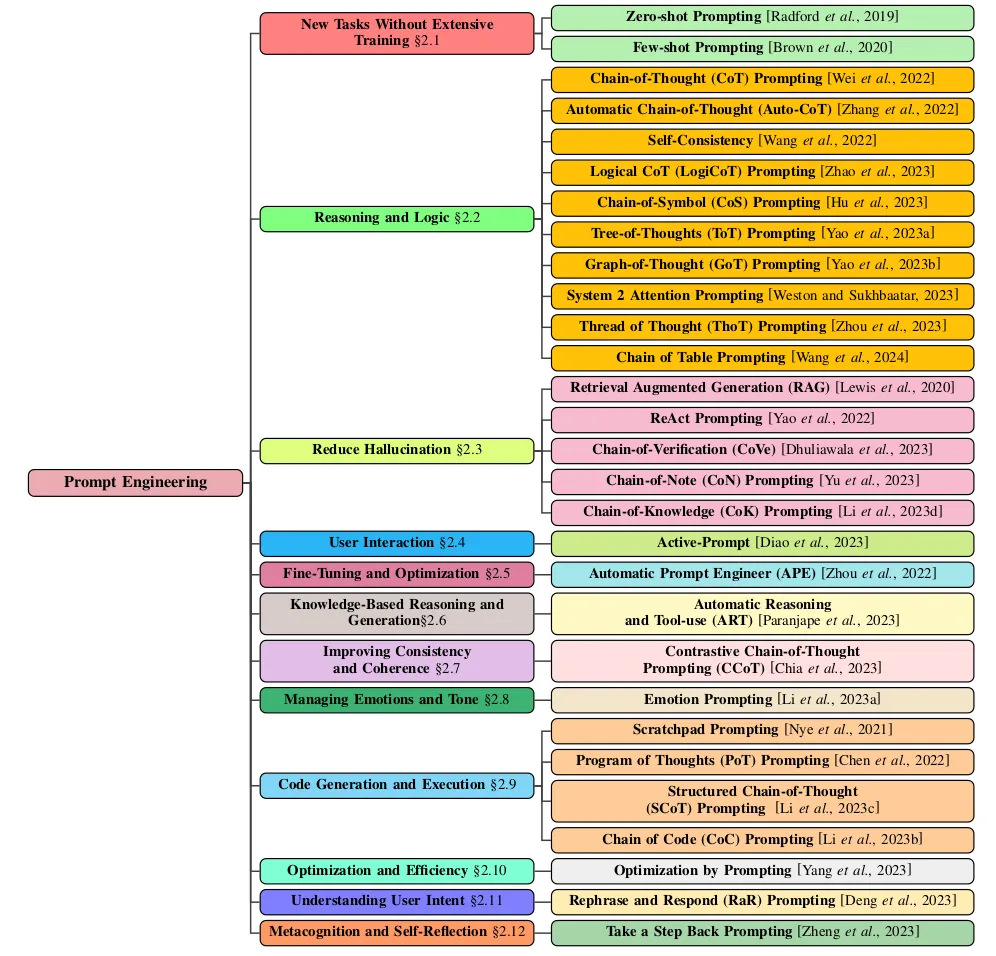 New Tasks Without Extensive
Training §2.1
Zero-shot Prompting [Radford et al., 2019]
Few-shot Prompting [Brown et al., 2020]
Chain-of-Thought (CoT) Prompting [Wei et al., 2022]
Automatic Chain-of-Thought (Auto-CoT) [Zhang et al., 2022]
Self-Consistency [Wang et al., 2022]
Logical CoT (LogiCoT) Prompting [Zhao et al., 2023]
Reasoning and Logic §2.2
Chain-of-Symbol (CoS) Prompting [Hu et al., 2023]
Tree-of-Thoughts (ToT) Prompting [Yao et al., 2023a]
Graph-of-Thought (GoT) Prompting [Yao et al., 2023b]
System 2 Attention Prompting [Weston and Sukhbaatar, 2023]
Thread of Thought (ThoT) Prompting [Zhou et al., 2023]
Chain of Table Prompting [Wang et al., 2024]
Retrieval Augmented Generation (RAG) [Lewis et al., 2020]
ReAct Prompting [Yao et al., 2022]
Reduce Hallucination §2.3
Chain-of-Verification (CoVe) [Dhuliawala et al., 2023]
Chain-of-Note (CoN) Prompting [Yu et al., 2023]
Chain-of-Knowledge (CoK) Prompting [Li et al., 2023d]
Prompt Engineering
User Interaction §2.4
Active-Prompt [Diao et al., 2023]
Fine-Tuning and Optimization §2.5
Automatic Prompt Engineer (APE) [Zhou et al., 2022]
Knowledge-Based Reasoning and
Generation§2.6
Automatic Reasoning
and Tool-use (ART) [Paranjape et al., 2023]
Improving Consistency
and Coherence §2.7
Contrastive Chain-of-Thought
Prompting (CCoT) [Chia et al., 2023]
Managing Emotions and Tone §2.8
Emotion Prompting [Li et al., 2023a]
Scratchpad Prompting [Nye et al., 2021]
Program of Thoughts (PoT) Prompting [Chen et al., 2022]
Code Generation and Execution §2.9
Structured Chain-of-Thought
(SCoT) Prompting [Li et al., 2023c]
Chain of Code (CoC) Prompting [Li et al., 2023b]
Optimization and Efficiency §2.10
Optimization by Prompting [Yang et al., 2023]
Understanding User Intent §2.11
Rephrase and Respond (RaR) Prompting [Deng et al., 2023]
Metacognition and Self-Reflection §2.12
Take a Step Back Prompting [Zheng et al., 2023]